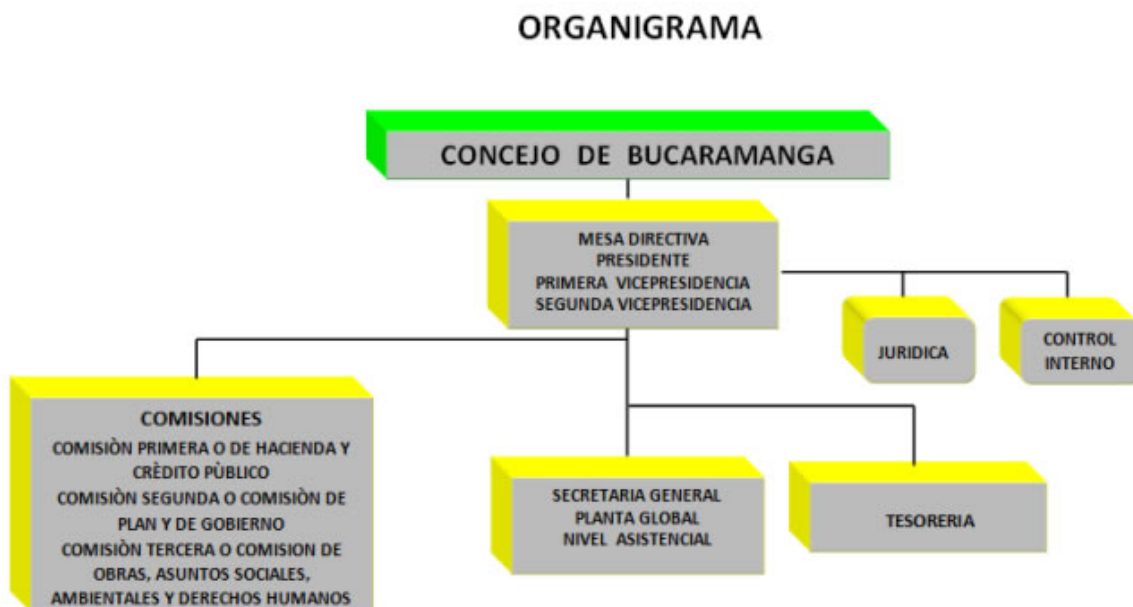 ORGANIGRAMA
CONCEJO DE BUCARAMANGA
MESA DIRECTIVA
PRESIDENTE
PRIMERA VICEPRESIDENCIA
SEGUNDA VICEPRESIDENCIA
JURIDICA
CONTROL
INTERNO
COMISIONES
COMISIÒN PRIMERA O DE HACIENDA Y
CRÈDITO PÙBLICO
COMISIÒN SEGUNDA O COMISIÒN DE
PLAN Y DE GOBIERNO
COMISIÒN TERCERA O COMISION DE
OBRAS, ASUNTOS SOCIALES,
AMBIENTALES Y DERECHOS HUMANOS
SECRETARIA GENERAL
PLANTA GLOBAL
NIVEL ASISTENCIAL
TESORERIA